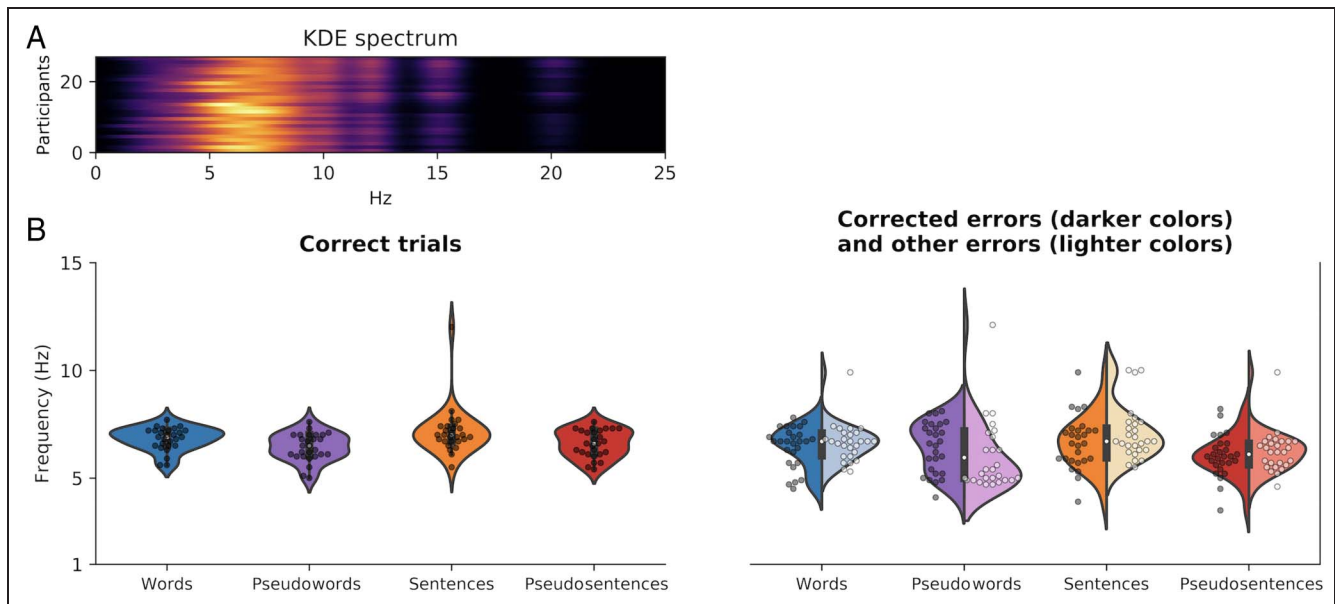 A
KDE spectrum
Participants
20
0
0 5 10 15 20 25
Hz
B
Correct trials
Corrected errors (darker colors)
and other errors (lighter colors)
Frequency (Hz)
15
10
5
1
Words Pseudowords Sentences Pseudosentences
Words Pseudowords Sentences Pseudosentences